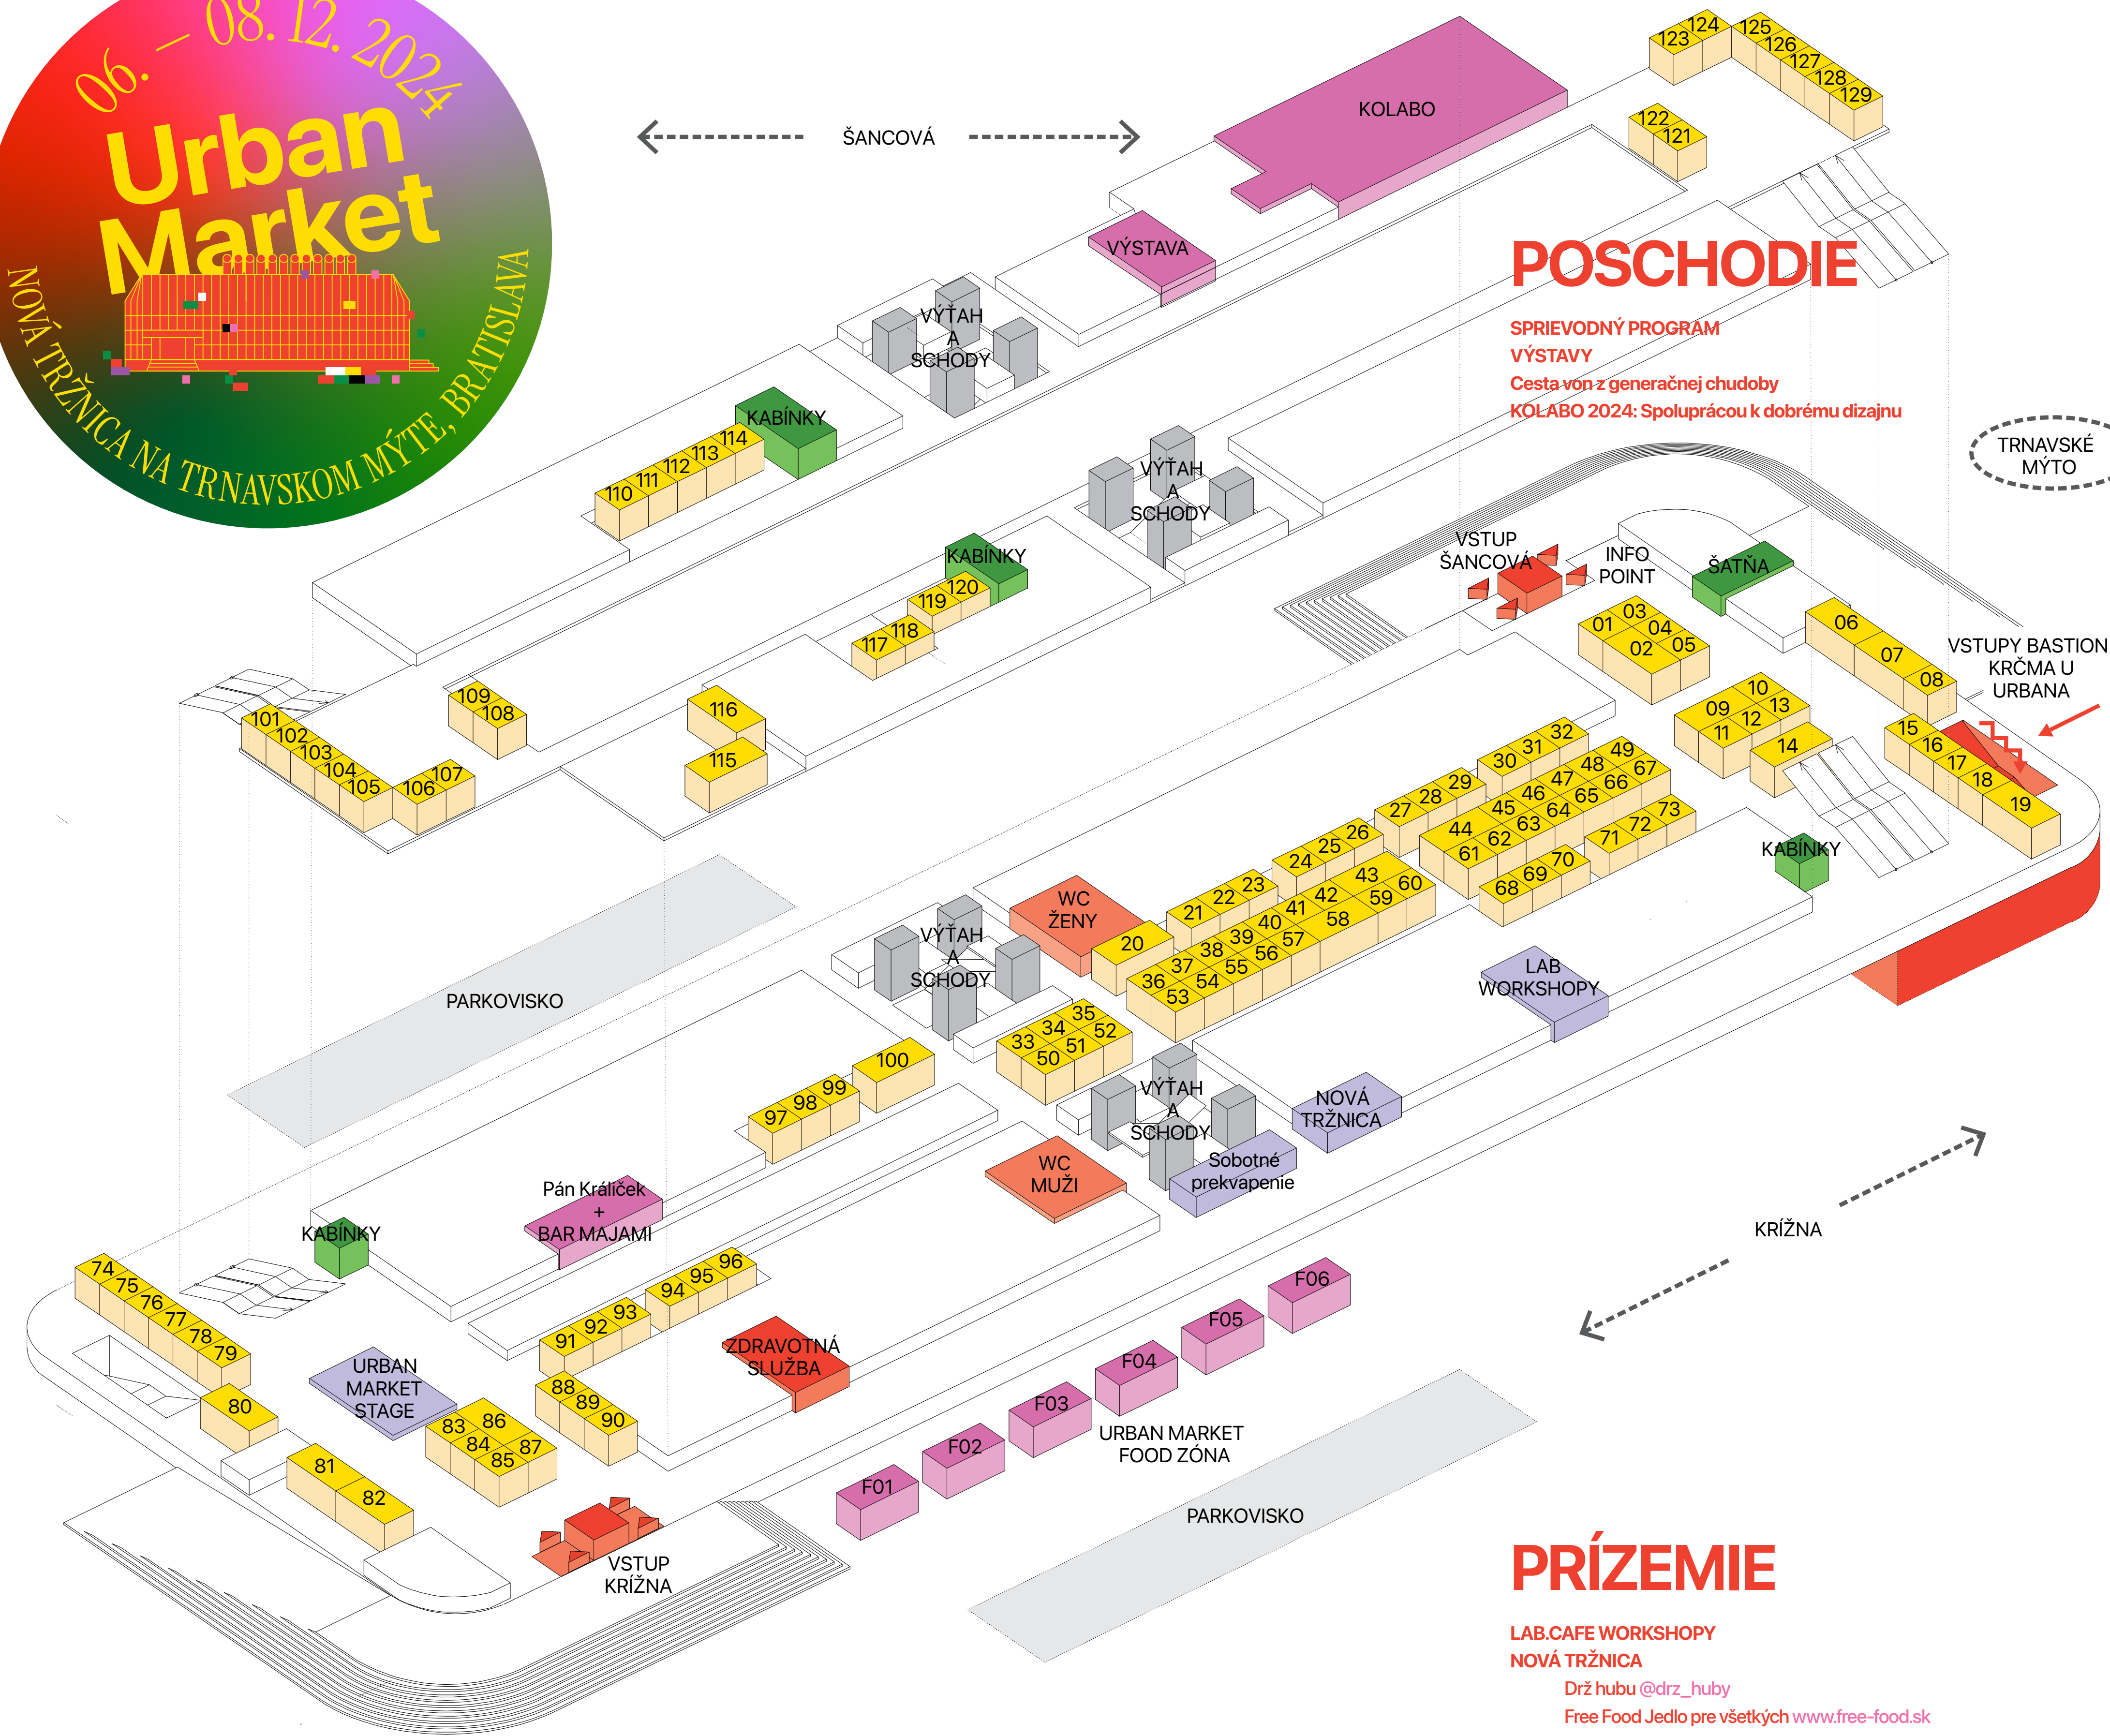 06. – 08. 12. 2024
Urban
Market
NOVÁ TRŽNICA NA TRNAVSKOM MÝTE, BRATISLAVA
ŠANCOVÁ
KOLABO
VÝSTAVA
123
124
125
126
127
128
129
122
121
POSCHODIE
SPRIEVODNÝ PROGRAM
VÝSTAVY
Cesta von z generačnej chudoby
KOLABO 2024: Spoluprácou k dobrému dizajnu
TRNAVSKÉ
MÝTO
VÝŤAH
A
SCHODY
KABÍNKY
114
113
112
111
110
VÝŤAH
A
SCHODY
KABÍNKY
120
119
118
117
116
115
109
108
101
102
103
104
105
106
107
VSTUP
ŠANCOVÁ
INFO
POINT
ŠATŇA
01
03
04
02
05
06
07
08
VSTUPY BASTION
KRČMA U
URBANA
09
10
11
12
13
14
15
16
17
18
19
KABÍNKY
30
31
32
27
28
29
24
25
26
21
22
23
20
44
45
46
47
48
49
61
62
63
64
65
66
67
71
72
73
68
69
70
36
37
38
39
40
41
42
43
53
54
55
56
57
58
59
60
WC
ŽENY
VÝŤAH
A
SCHODY
33
34
35
50
51
52
LAB
WORKSHOPY
NOVÁ
TRŽNICA
VÝŤAH
A
SCHODY
Sobotné
prekvapenie
PARKOVISKO
97
98
99
100
WC
MUŽI
Pán Králiček
+
BAR MAJAMI
KABÍNKY
74
75
76
77
78
79
80
81
82
URBAN
MARKET
STAGE
83
84
85
86
87
88
89
90
91
92
93
94
95
96
ZDRAVOTNÁ
SLUŽBA
VSTUP
KRÍŽNA
F01
F02
F03
F04
F05
F06
URBAN MARKET
FOOD ZÓNA
PARKOVISKO
KRÍŽNA
PRÍZEMIE
LAB.CAFE WORKSHOPY
NOVÁ TRŽNICA
Drž hubu @drz_huby
Free Food Jedlo pre všetkých www.free-food.sk